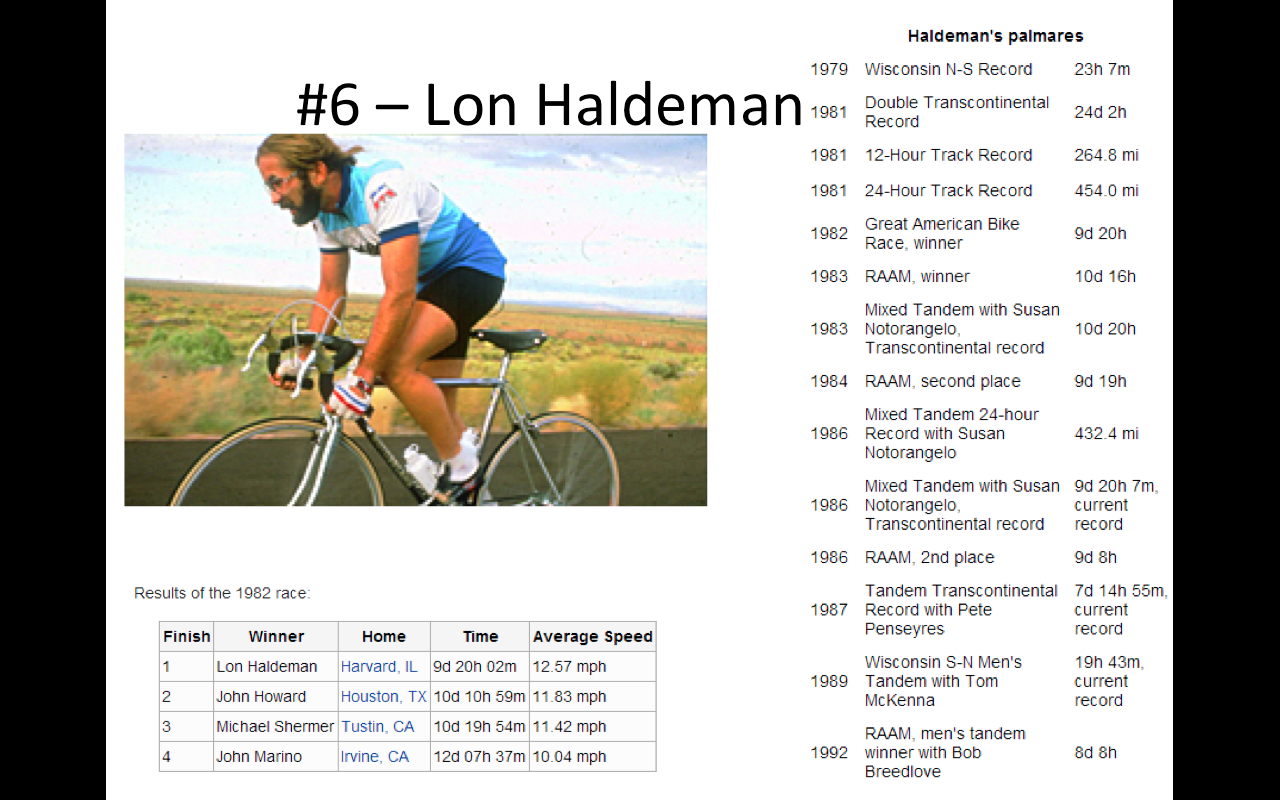 #6 – Lon Haldeman
Haldeman's palmares
1979 Wisconsin N-S Record 23h 7m
1981 Double Transcontinental
Record 24d 2h
1981 12-Hour Track Record 264.8 mi
1981 24-Hour Track Record 454.0 mi
1982 Great American Bike
Race, winner 9d 20h
1983 RAAM, winner 10d 16h
1983 Mixed Tandem with Susan
Notorangelo,
Transcontinental record 10d 20h
1984 RAAM, second place 9d 19h
1986 Mixed Tandem 24-hour
Record with Susan
Notorangelo 432.4 mi
1986 Mixed Tandem with Susan 9d 20h 7m,
Notorangelo, current
Transcontinental record record
1986 RAAM, 2nd place 9d 8h
1987 Tandem Transcontinental 7d 14h 55m,
Record with Pete current
Penseyres record
1989 Wisconsin S-N Men's 19h 43m,
Tandem with Tom current
McKenna record
1992 RAAM, men's tandem
winner with Bob
Breedlove 8d 8h
Results of the 1982 race:
Finish Winner Home Time Average Speed
1 Lon Haldeman Harvard, IL 9d 20h 02m 12.57 mph
2 John Howard Houston, TX 10d 10h 59m 11.83 mph
3 Michael Shermer Tustin, CA 10d 19h 54m 11.42 mph
4 John Marino Irvine, CA 12d 07h 37m 10.04 mph